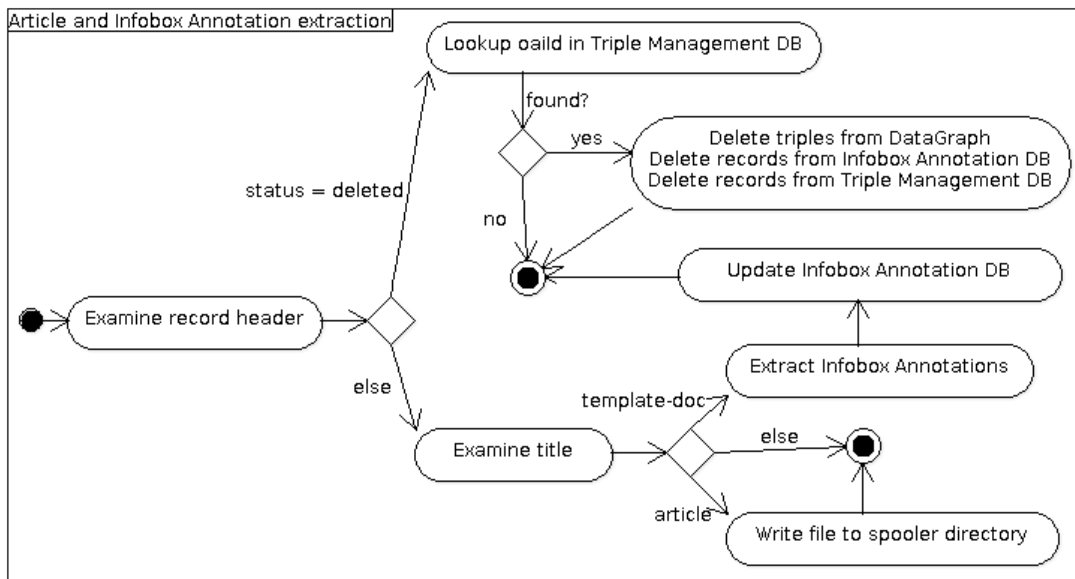 Article and Infobox Annotation extraction
Lookup oaiId in Triple Management DB
found?
yes
Delete triples from DataGraph
Delete records from Infobox Annotation DB
Delete records from Triple Management DB
status = deleted
no
Update Infobox Annotation DB
Examine record header
Extract Infobox Annotations
else
template-doc
Examine title
else
article
Write file to spooler directory